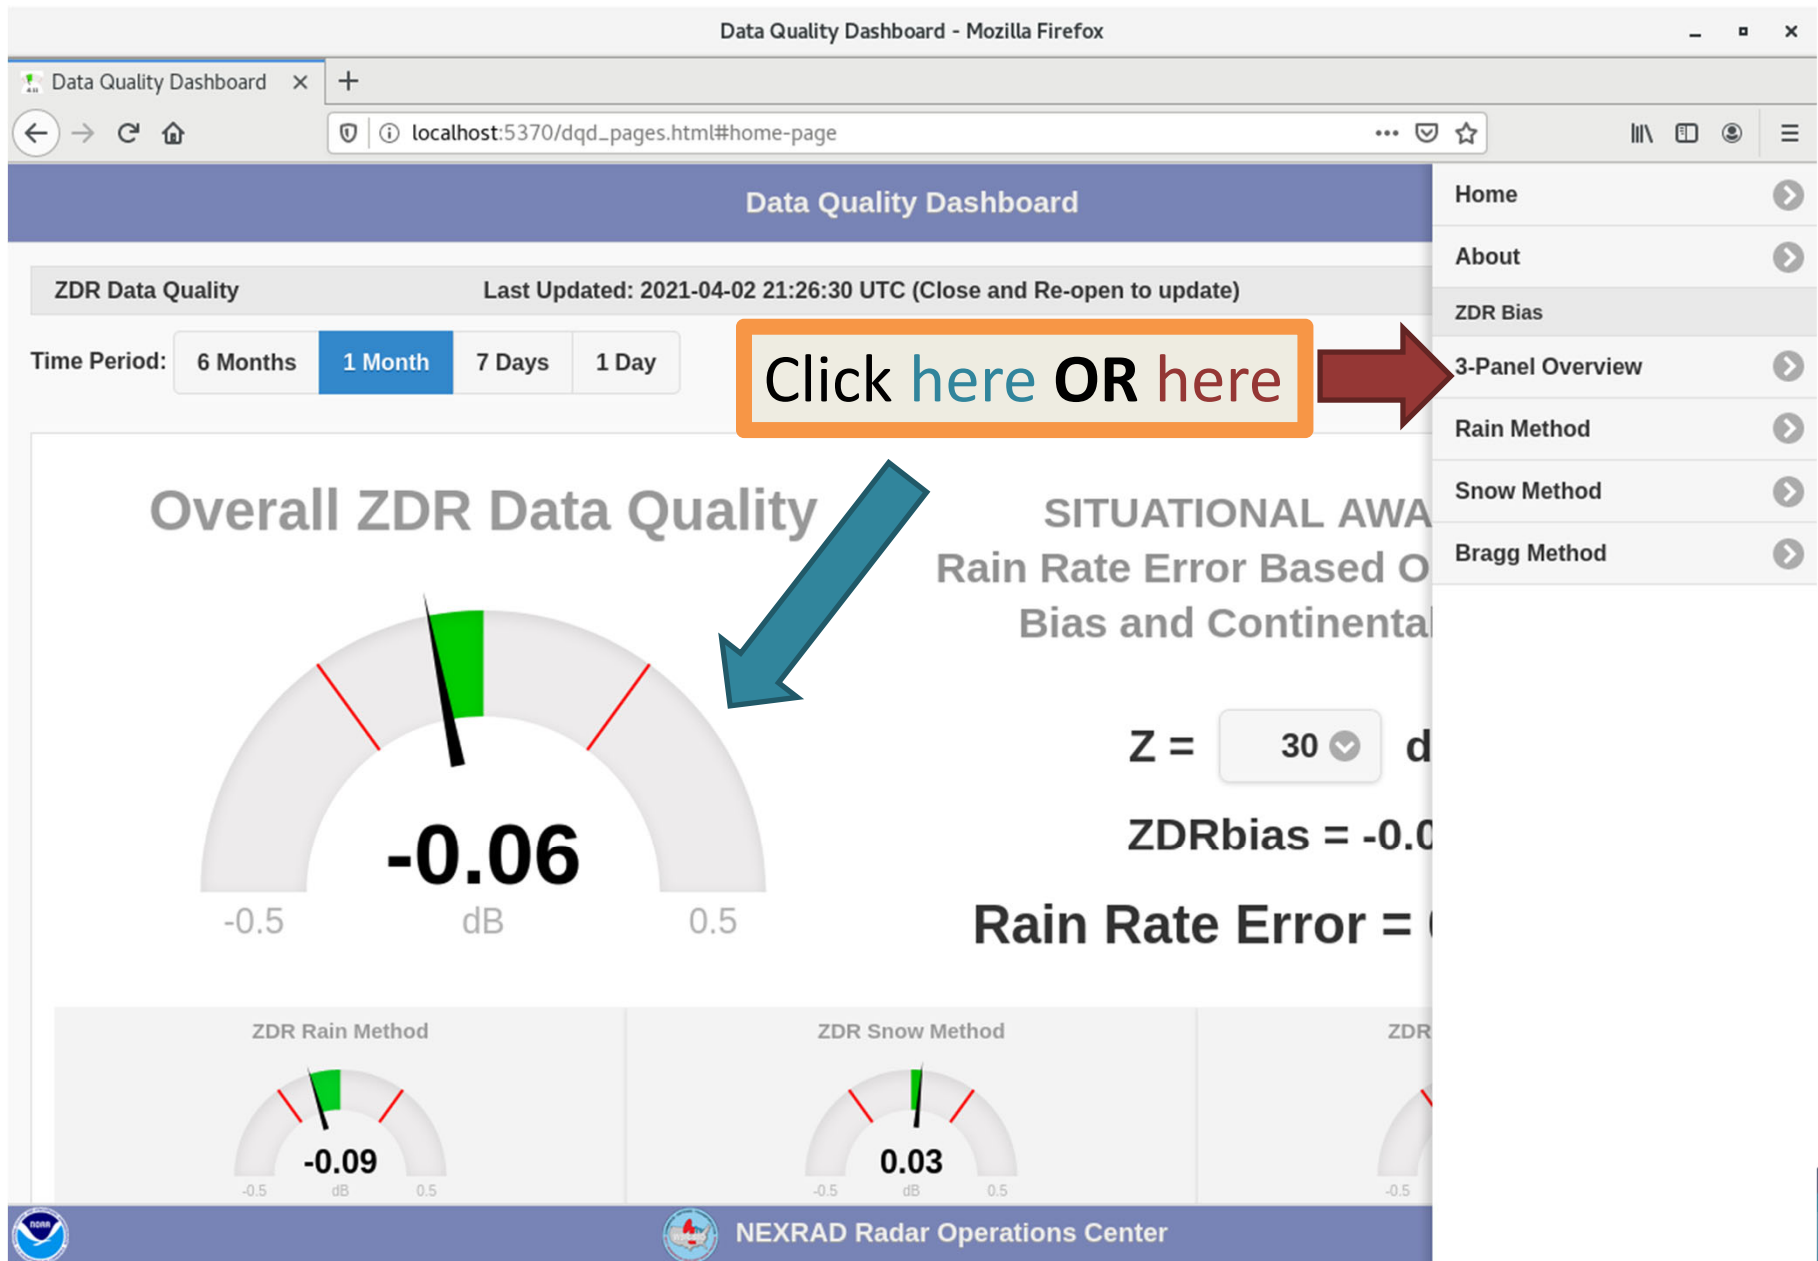 Data Quality Dashboard - Mozilla Firefox
Data Quality Dashboard
localhost:5370/dqd_pages.html#home-page
Data Quality Dashboard
Home
About
ZDR Bias
3-Panel Overview
Rain Method
Snow Method
Bragg Method
ZDR Data Quality Last Updated: 2021-04-02 21:26:30 UTC (Close and Re-open to update)
Time Period: 6 Months 1 Month 7 Days 1 Day
Click here OR here
Overall ZDR Data Quality
-0.06
-0.5 dB 0.5
SITUATIONAL AWA
Rain Rate Error Based O
Bias and Continental
Z = 30 d
ZDRbias = -0.0
Rain Rate Error =
ZDR Rain Method
-0.09
-0.5 dB 0.5
ZDR Snow Method
0.03
-0.5 dB 0.5
ZDR
-0.5
NOAA
NEXRAD Radar Operations Center